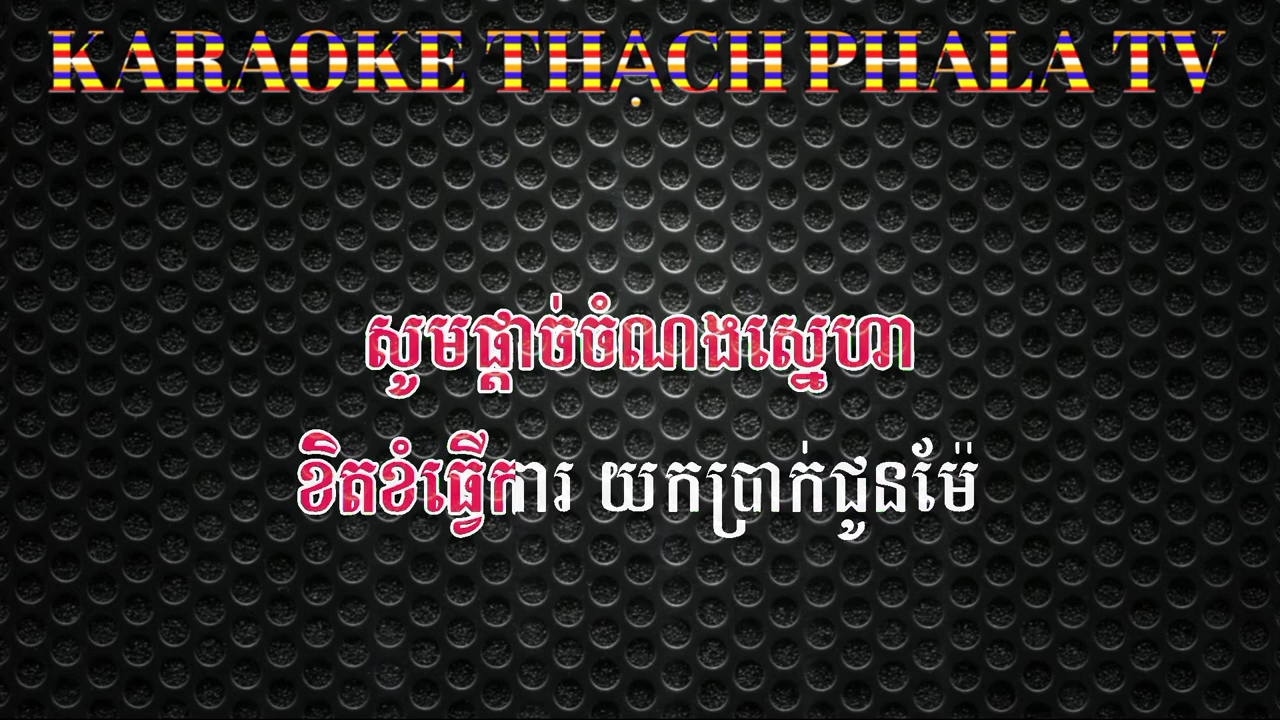 KARAOKE THẠCH PHALA TV
សូមផ្ដាច់ចំណងស្នេហា
ខិតខំធ្វើការ យកប្រាក់ជូនម៉ែ